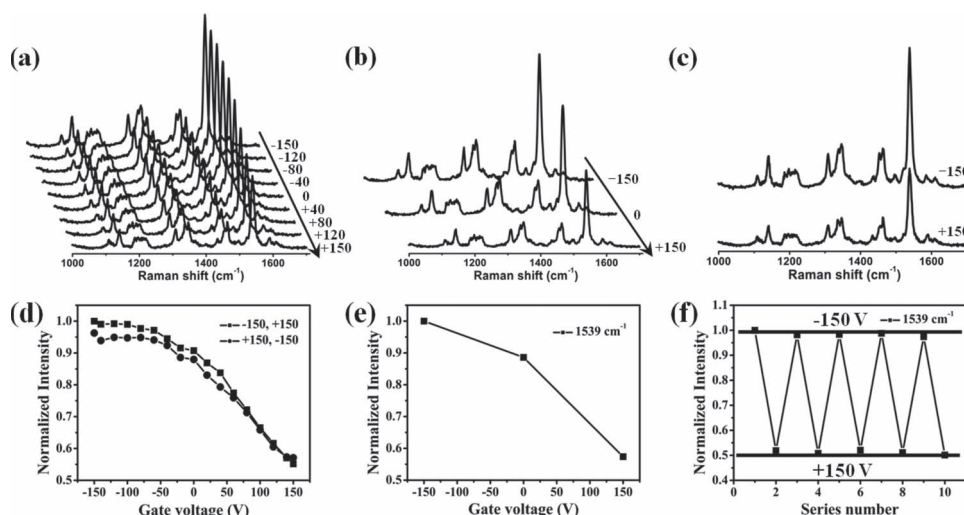 (a)
-150
-120
-80
-40
0
+40
+80
+120
+150
1000 1200 1400 1600
Raman shift (cm-1)
(b)
−150
0
+150
1000 1200 1400 1600
Raman shift (cm-1)
(c)
-150
+150
1000 1200 1400 1600
Raman shift (cm-1)
(d)
Normalized Intensity
1.0
0.9
0.8
0.7
0.6
0.5
-150, +150
+150, -150
-150 -100 -50 0 50 100 150
Gate voltage (V)
(e)
Normalized Intensity
1.0
0.9
0.8
0.7
0.6
0.5
1539 cm-1
-150 -100 -50 0 50 100 150
Gate voltage (V)
(f)
Normalized Intensity
1.1
1.0
0.9
0.8
0.7
0.6
0.5
0.4
-150 V
1539 cm-1
+150 V
0 2 4 6 8 10
Series number